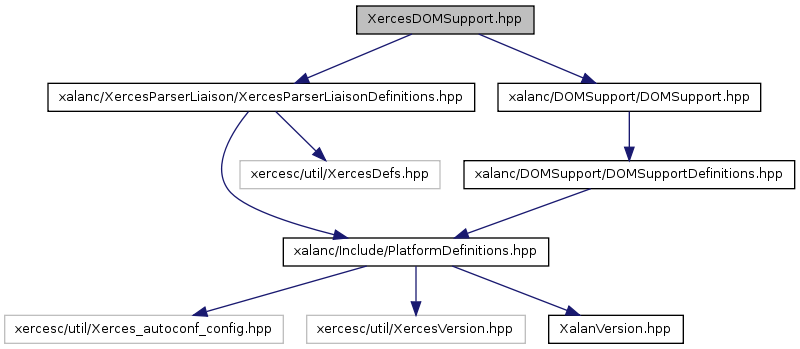 XercesDOMSupport.hpp
xalanc/XercesParserLiaison/XercesParserLiaisonDefinitions.hpp
xalanc/DOMSupport/DOMSupport.hpp
xercesc/util/XercesDefs.hpp
xalanc/DOMSupport/DOMSupportDefinitions.hpp
xalanc/Include/PlatformDefinitions.hpp
xercesc/util/Xerces_autoconf_config.hpp
xercesc/util/XercesVersion.hpp
XalanVersion.hpp